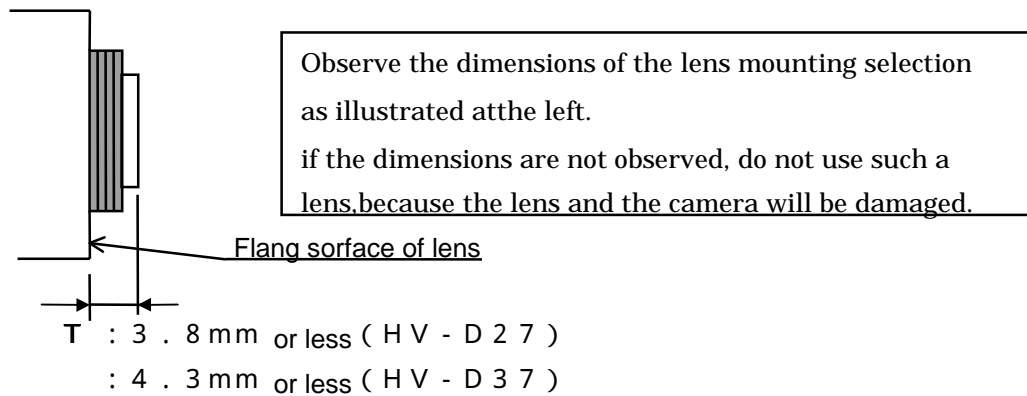 Observe the dimensions of the lens mounting selection
as illustrated atthe left.
if the dimensions are not observed, do not use such a
lens,because the lens and the camera will be damaged.
Flang sorface of lens
T : 3 . 8 mm or less ( H V - D 2 7 )
: 4 . 3 mm or less ( H V - D 3 7 )